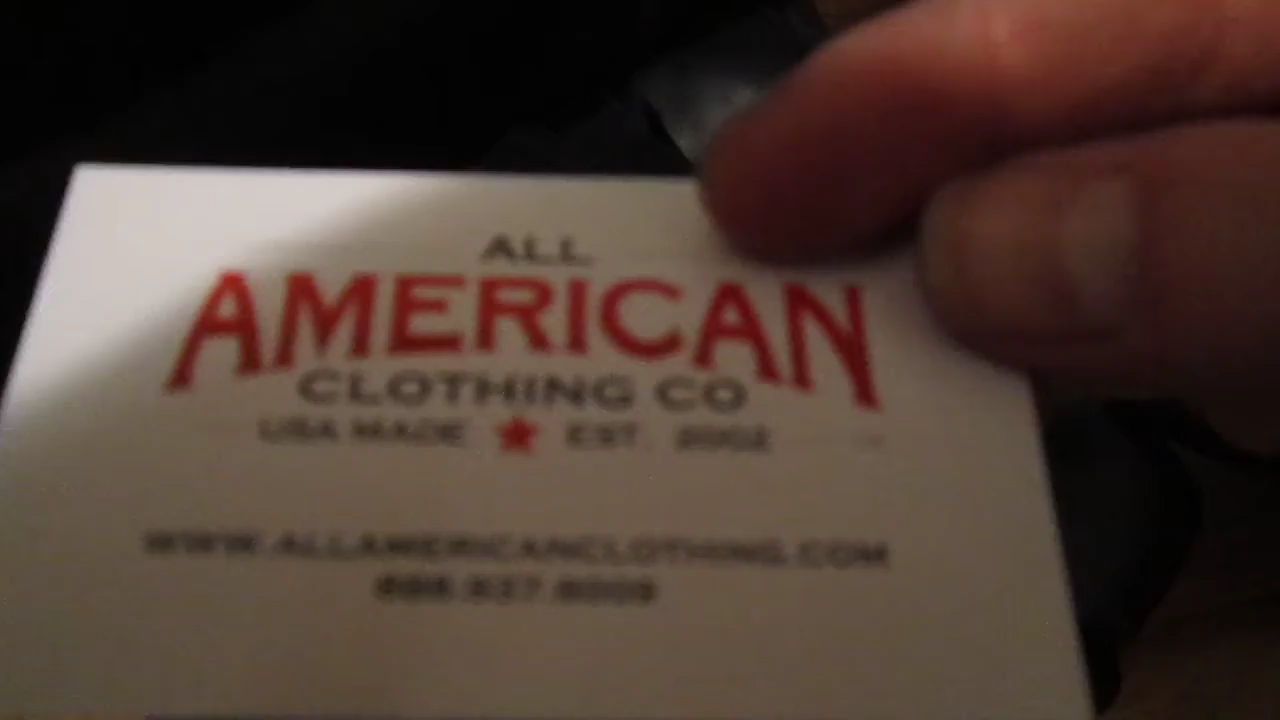 ALL
AMERICAN
CLOTHING CO
USA MADE ★ EST. 2002
WWW.ALLAMERICANCLOTHING.COM